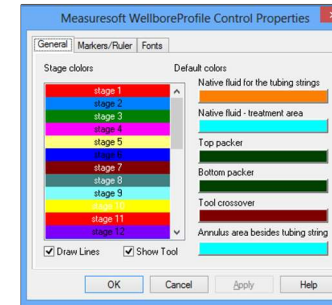 Measuresoft WellboreProfile Control Properties
General Markers/Ruler Fonts
Stage clolors
Default colors
stage 1
stage 2
stage 3
stage 4
stage 5
stage 6
stage 7
stage 8
stage 9
stage 10
stage 11
stage 12
Native fluid for the tubing strings
Native fluid - treatment area
Top packer
Bottom packer
Tool crossover
Annulus area besides tubing string
Draw Lines Show Tool
OK Cancel Apply Help